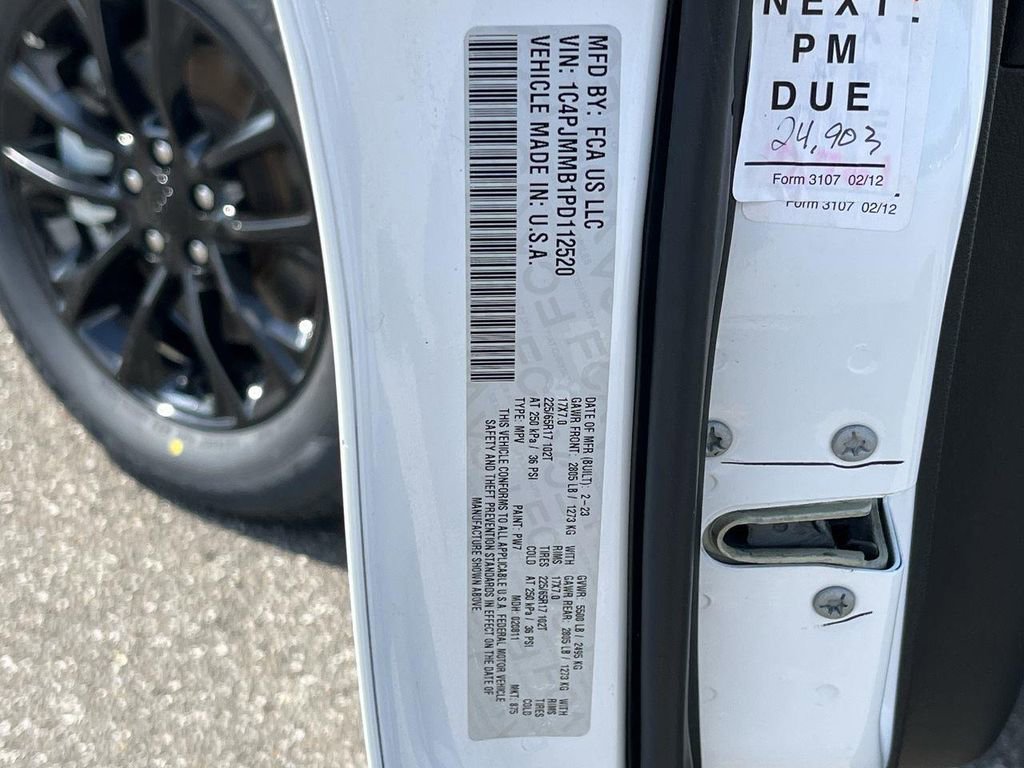 MFD BY: FCA US LLC
VIN: 1C4PJMMB1PD112520
VEHICLE MADE IN: U.S.A.
DATE OF MFR (BUILT): 2-23 GVWR: 5500 LB / 2495 KG
GAWR FRONT: 2805 LB / 1273 KG WITH GAWR REAR: 2805 LB / 1273 KG WITH
17X7.0 RIMS 17X7.0 RIMS
225/65R17 102T TIRES 225/65R17 102T TIRES
AT 250 kPa / 36 PSI COLD AT 250 kPa / 36 PSI COLD
TYPE: MPV PAINT: PW7 MDH: 020811 MKT: 875
THIS VEHICLE CONFORMS TO ALL APPLICABLE U.S.A. FEDERAL MOTOR VEHICLE
SAFETY AND THEFT PREVENTION STANDARDS IN EFFECT ON THE DATE OF
MANUFACTURE SHOWN ABOVE
NEXT
PM
DUE
24,903
Form 3107 02/12
Form 3107 02/12